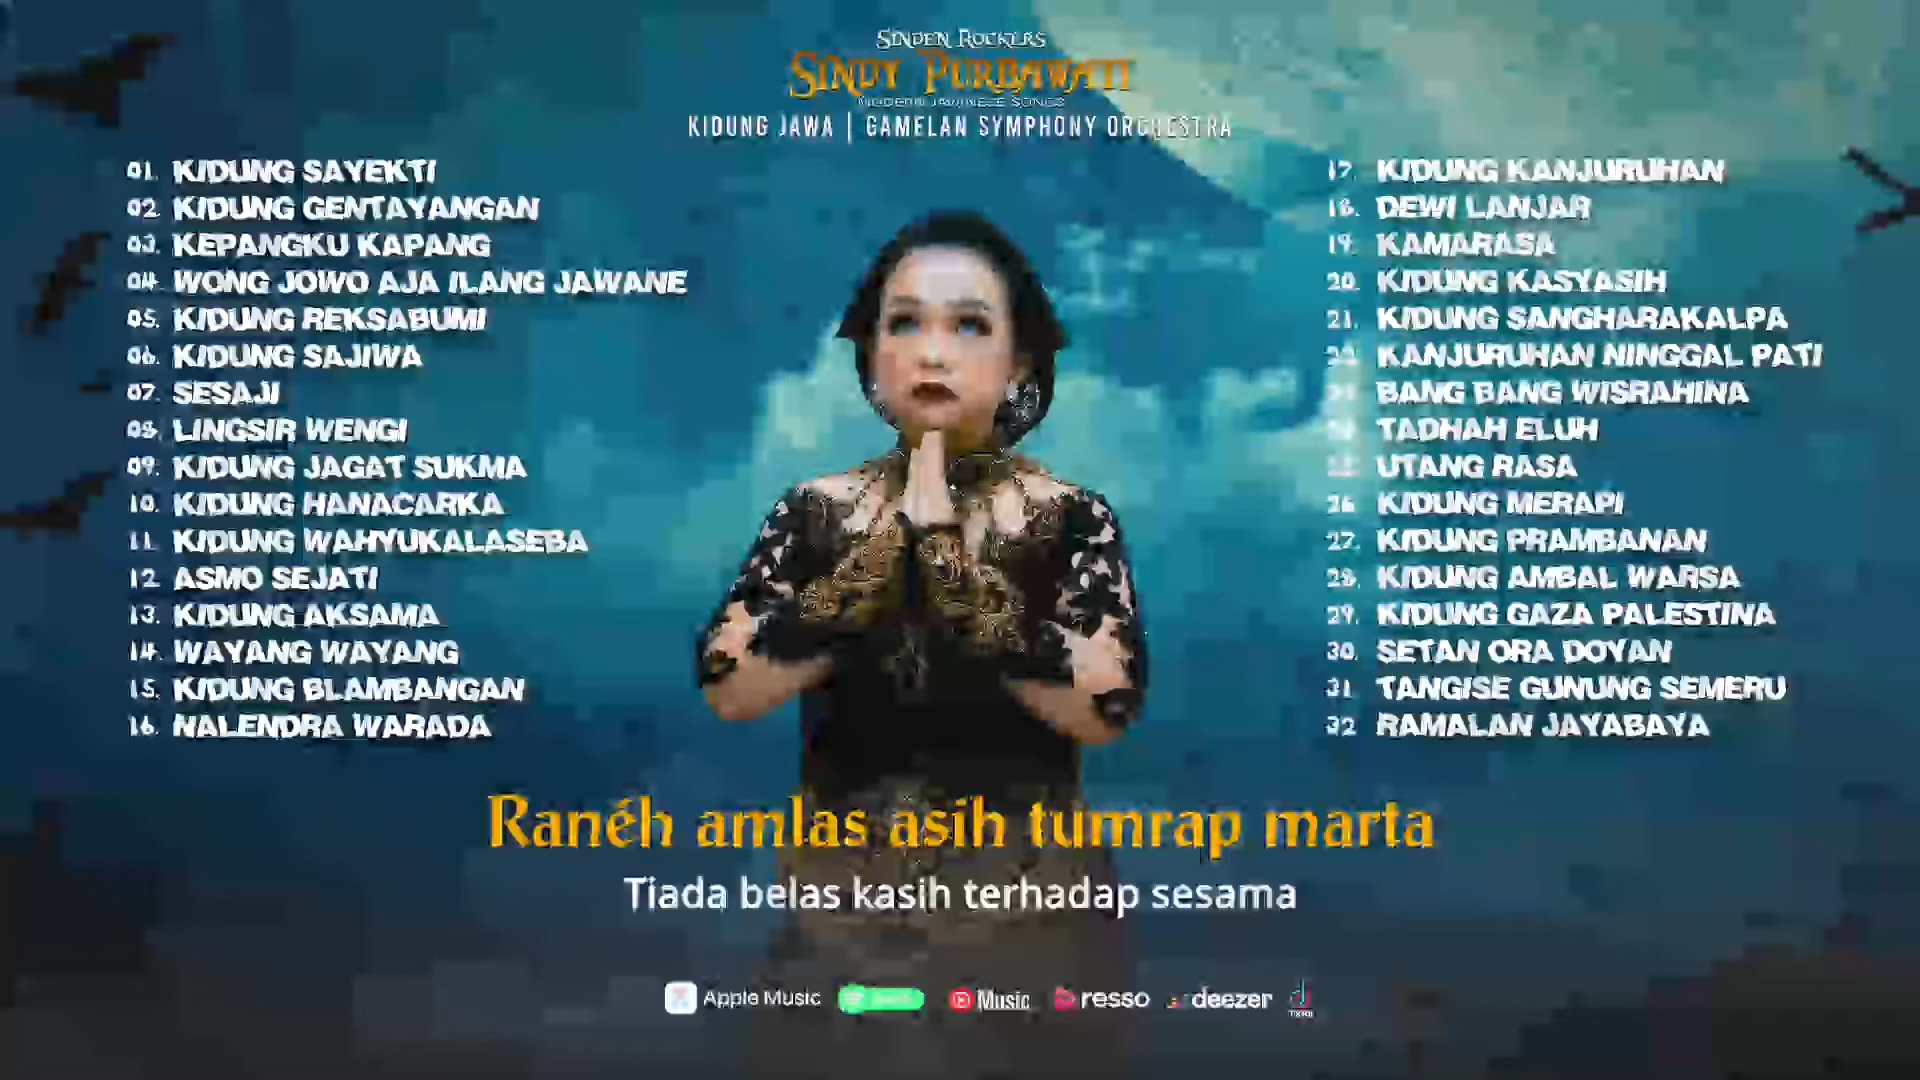 SINDEN ROCKERS
SINDY PURBAWATI
MODERN JAVANESE SONGS
KIDUNG JAWA | GAMELAN SYMPHONY ORCHESTRA
01. KIDUNG SAYEKTI
02. KIDUNG GENTAYANGAN
03. KEPANGKU KAPANG
04. WONG JOWO AJA ILANG JAWANE
05. KIDUNG REKSABUMI
06. KIDUNG SAJIWA
07. SESAJI
08. LINGSIR WENGI
09. KIDUNG JAGAT SUKMA
10. KIDUNG HANACARKA
11. KIDUNG WAHYUKALASEBA
12. ASMO SEJATI
13. KIDUNG AKSAMA
14. WAYANG WAYANG
15. KIDUNG BLAMBANGAN
16. NALENDRA WARADA
17. KIDUNG KANJURUHAN
18. DEWI LANJAR
19. KAMARASA
20. KIDUNG KASYASIH
21. KIDUNG SANGHARAKALPA
22. KANJURUHAN NINGGAL PATI
BANG BANG WISRAHINA
TADHAH ELUH
UTANG RASA
26. KIDUNG MERAPI
27. KIDUNG PRAMBANAN
28. KIDUNG AMBAL WARSA
29. KIDUNG GAZA PALESTINA
30. SETAN ORA DOYAN
31. TANGISE GUNUNG SEMERU
32. RAMALAN JAYABAYA
Ranéh amlas asih tumrap marta
Tiada belas kasih terhadap sesama
Apple Music
Music
resso
deezer